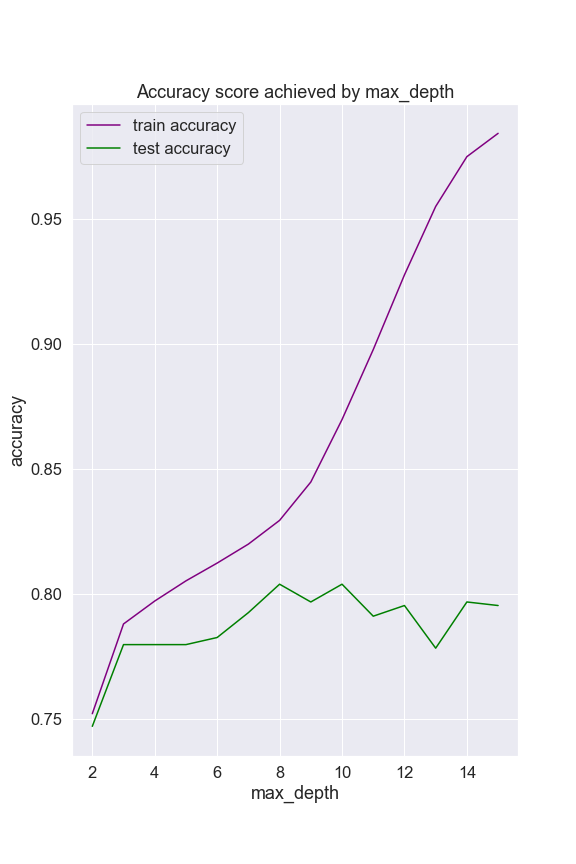 Accuracy score achieved by max_depth
train accuracy
test accuracy
0.95
0.90
0.85
0.80
0.75
accuracy
2 4 6 8 10 12 14
max_depth